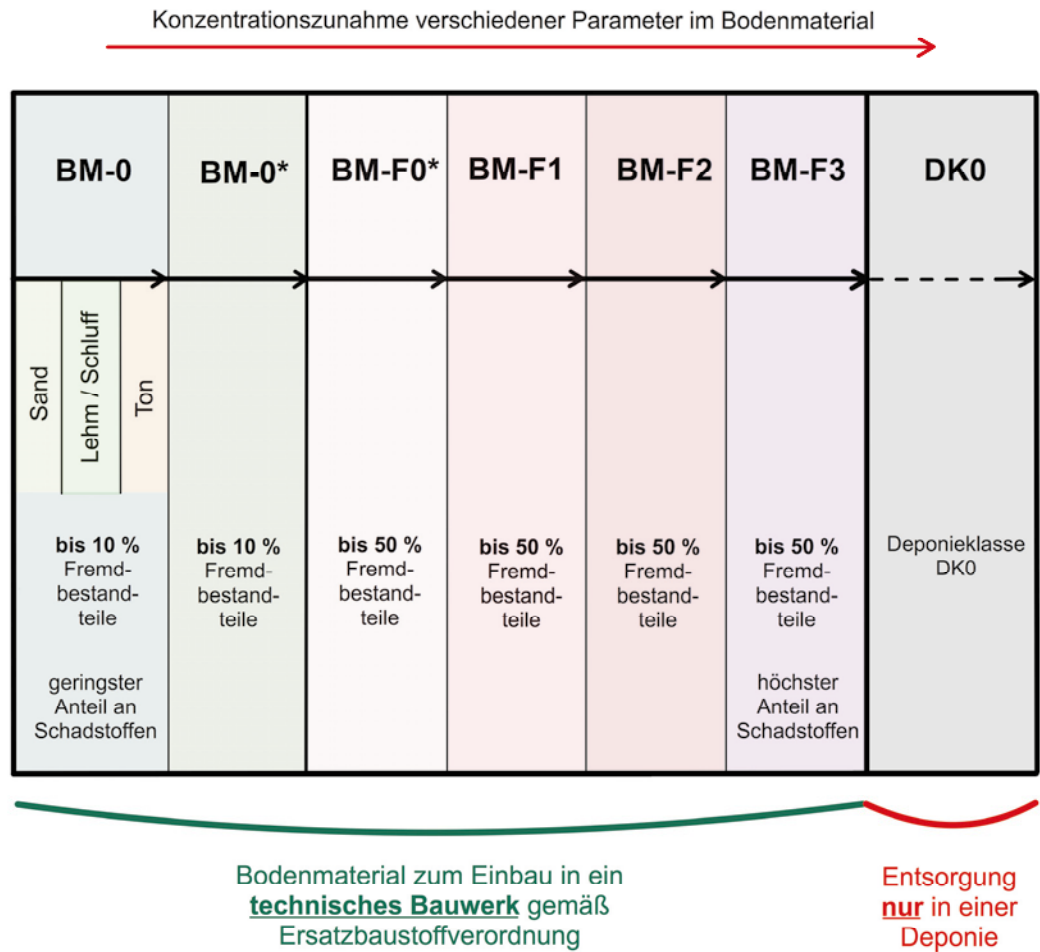 Konzentrationszunahme verschiedener Parameter im Bodenmaterial
BM-0
BM-0*
BM-F0*
BM-F1
BM-F2
BM-F3
DK0
Sand
Lehm / Schluff
Ton
bis 10 %
Fremd-
bestand-
teile
bis 10 %
Fremd-
bestand-
teile
bis 50 %
Fremd-
bestand-
teile
bis 50 %
Fremd-
bestand-
teile
bis 50 %
Fremd-
bestand-
teile
bis 50 %
Fremd-
bestand-
teile
Deponieklasse
DK0
geringster
Anteil an
Schadstoffen
höchster
Anteil an
Schadstoffen
Bodenmaterial zum Einbau in ein
technisches Bauwerk gemäß
Ersatzbaustoffverordnung
Entsorgung
nur in einer
Deponie